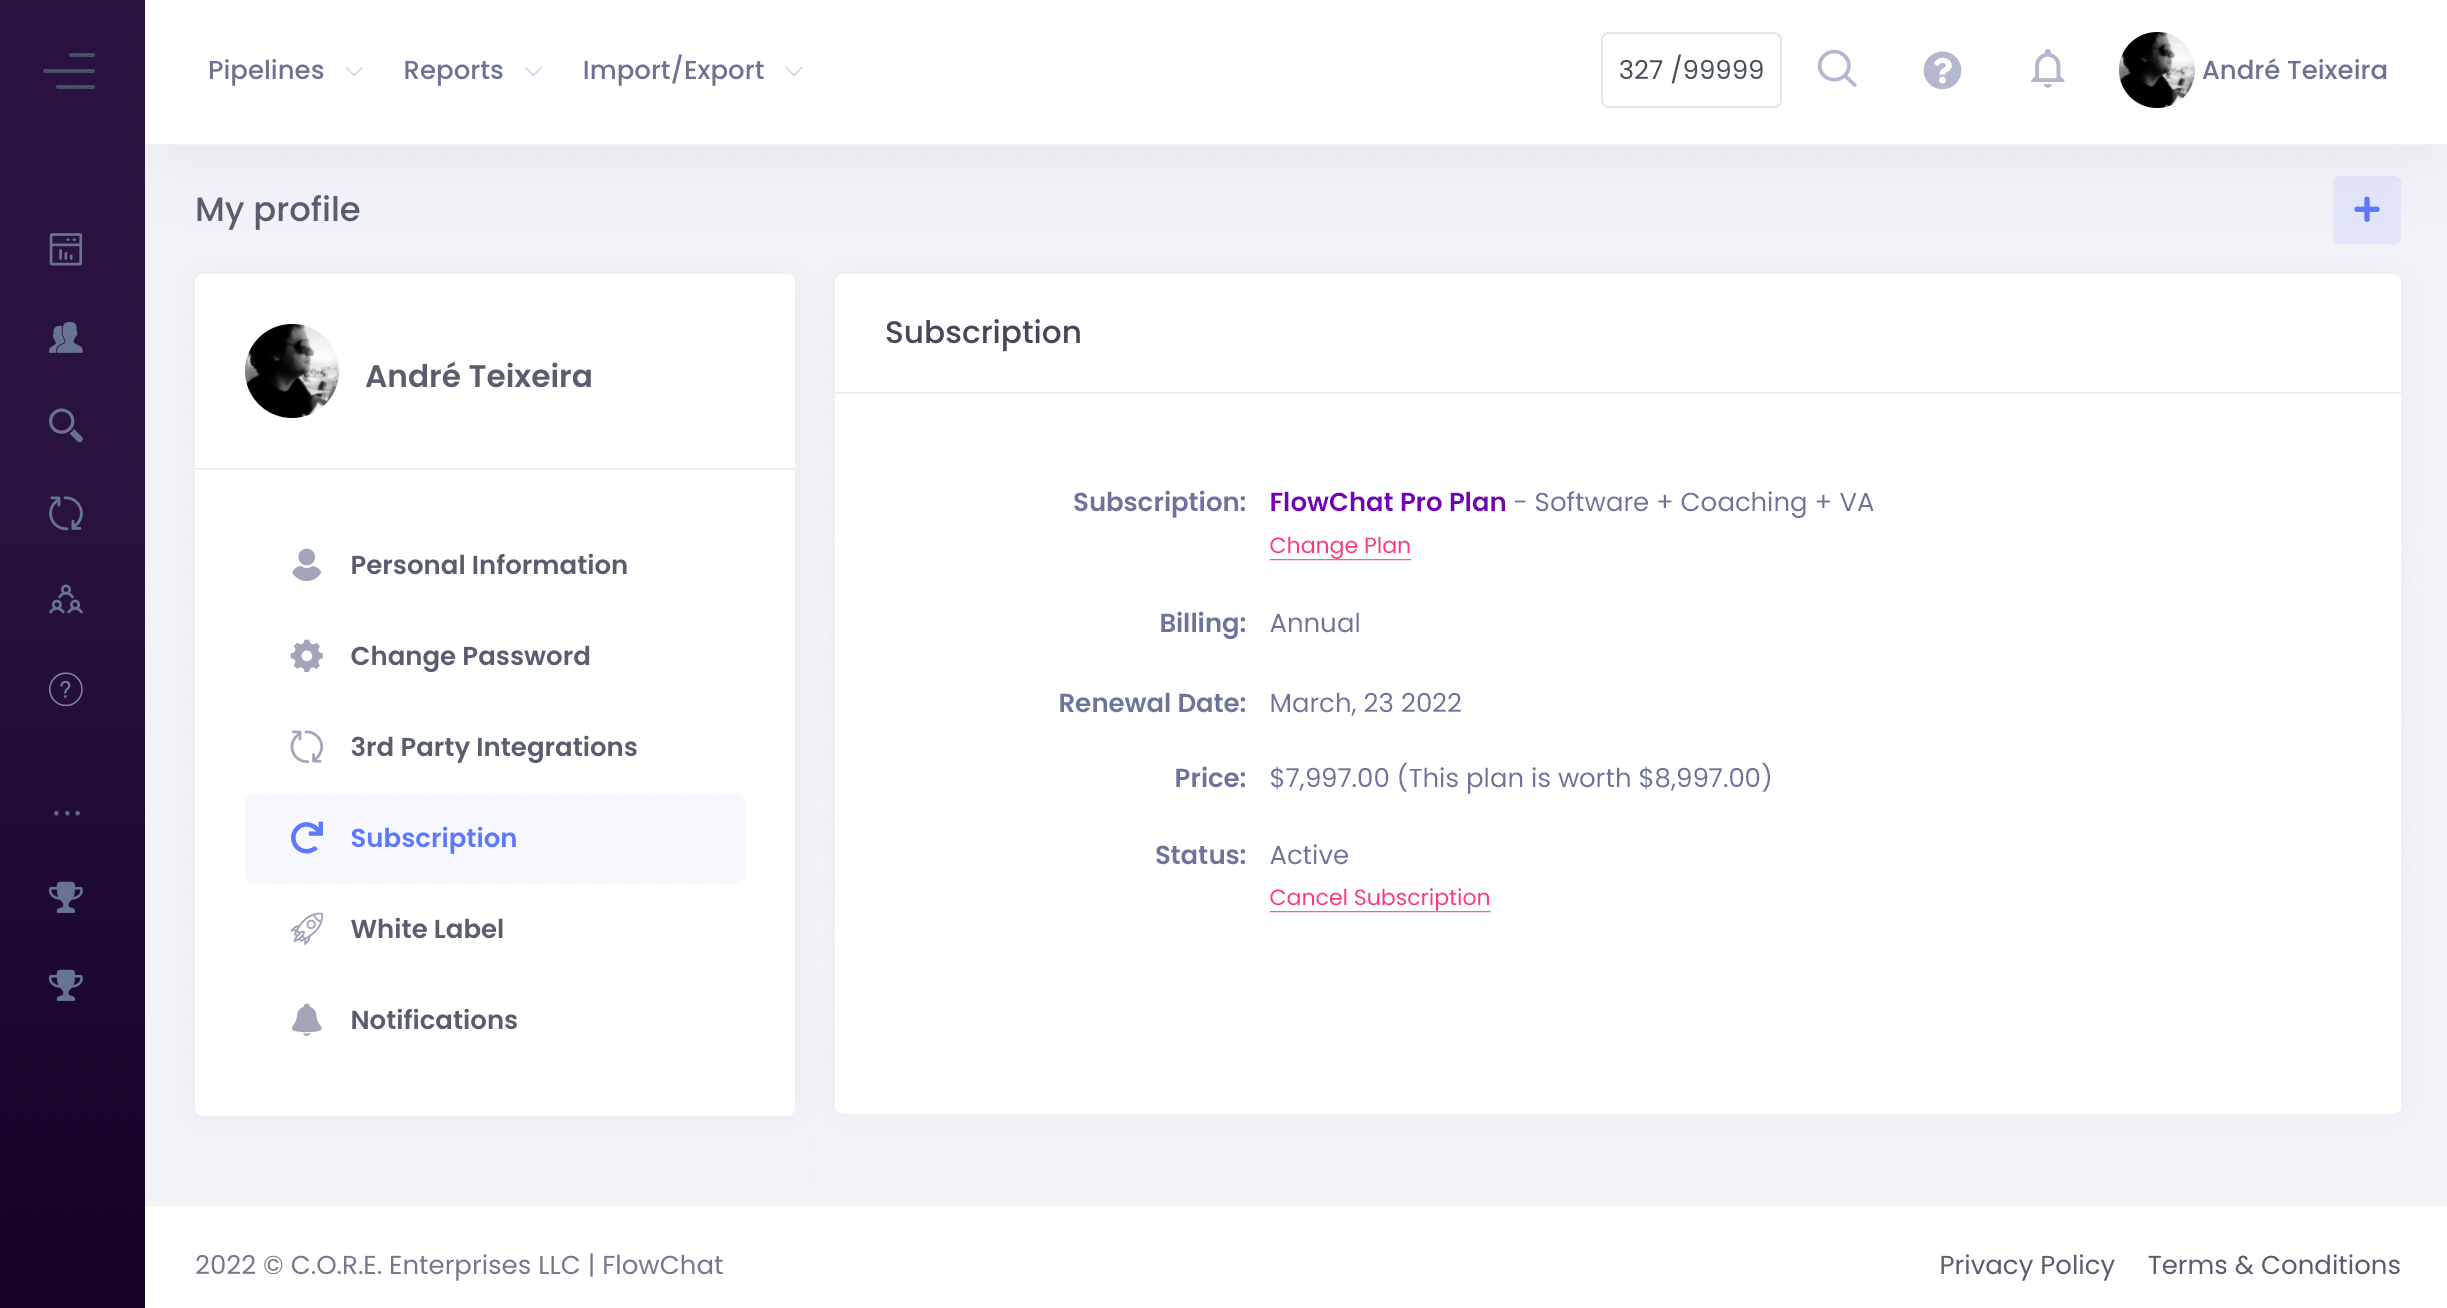 Pipelines
Reports
Import/Export
327 /99999
André Teixeira
My profile
André Teixeira
Personal Information
Change Password
3rd Party Integrations
Subscription
White Label
Notifications
Subscription
Subscription: FlowChat Pro Plan - Software + Coaching + VA
Change Plan
Billing: Annual
Renewal Date: March, 23 2022
Price: $7,997.00 (This plan is worth $8,997.00)
Status: Active
Cancel Subscription
2022 © C.O.R.E. Enterprises LLC | FlowChat
Privacy Policy
Terms & Conditions